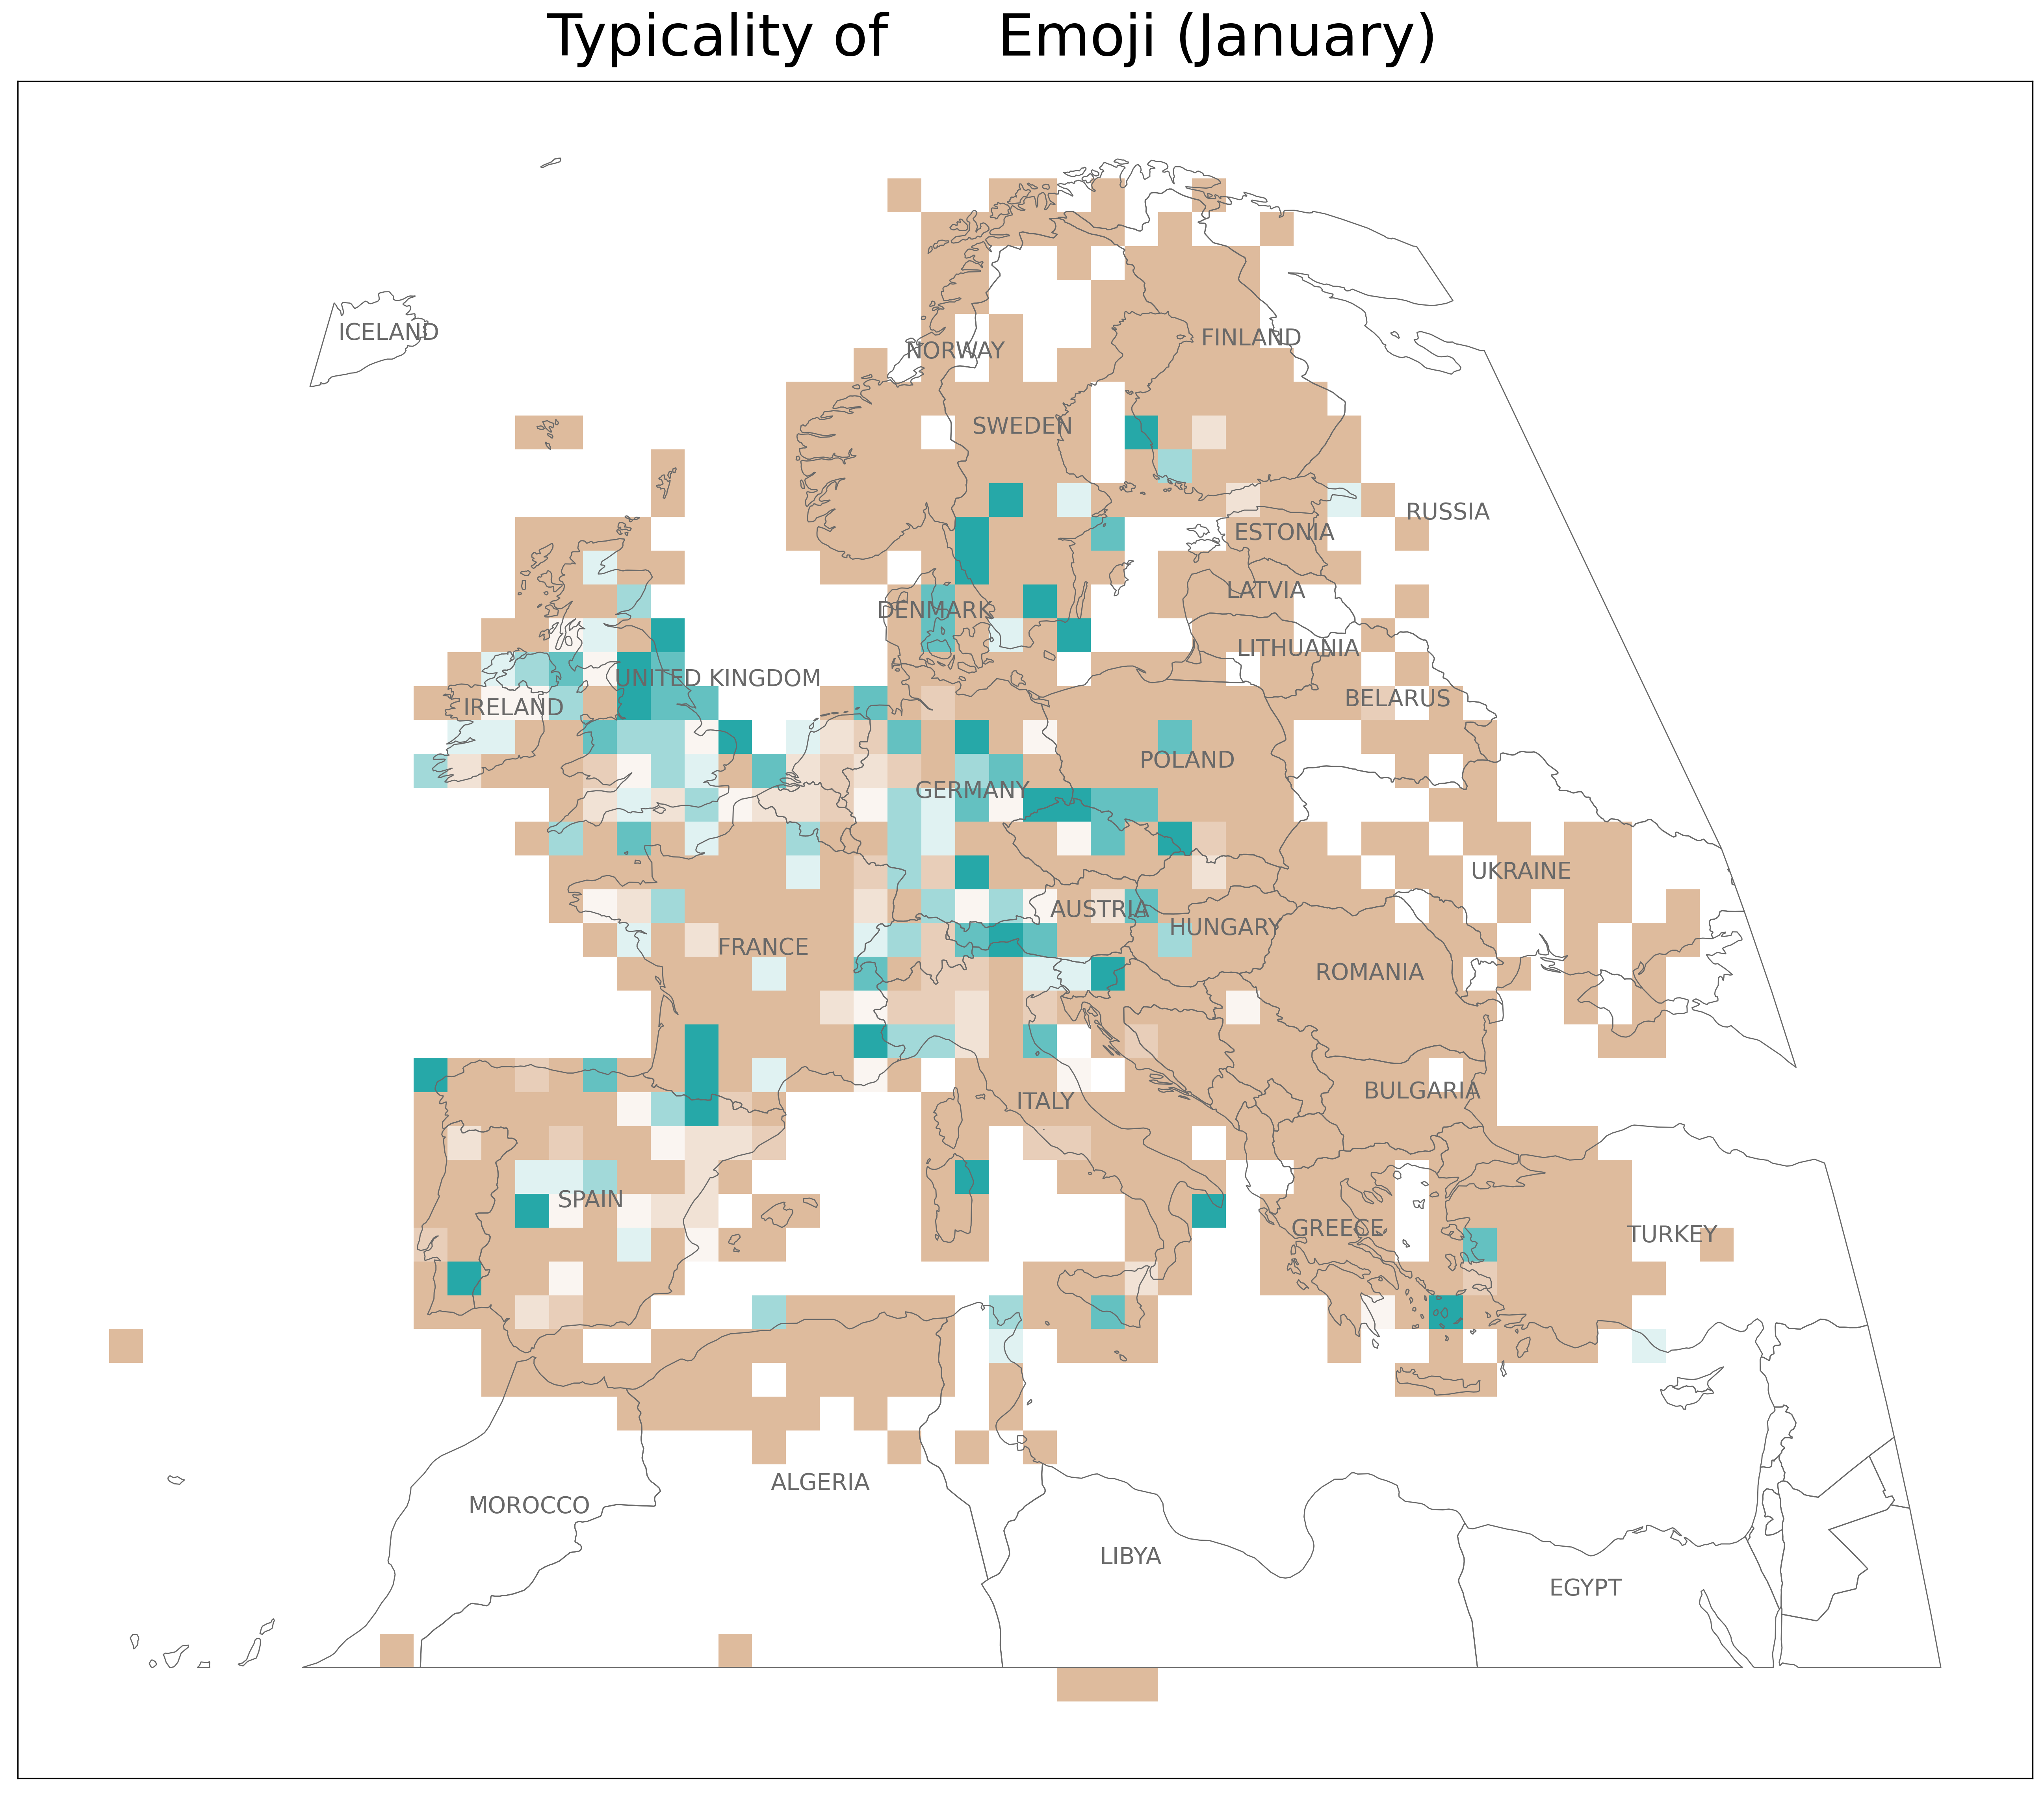 Typicality of Emoji (January)
ICELAND
NORWAY
FINLAND
SWEDEN
RUSSIA
ESTONIA
LATVIA
DENMARK
LITHUANIA
UNITED KINGDOM
IRELAND
BELARUS
POLAND
GERMANY
UKRAINE
AUSTRIA
HUNGARY
FRANCE
ROMANIA
BULGARIA
ITALY
SPAIN
GREECE
TURKEY
ALGERIA
MOROCCO
LIBYA
EGYPT